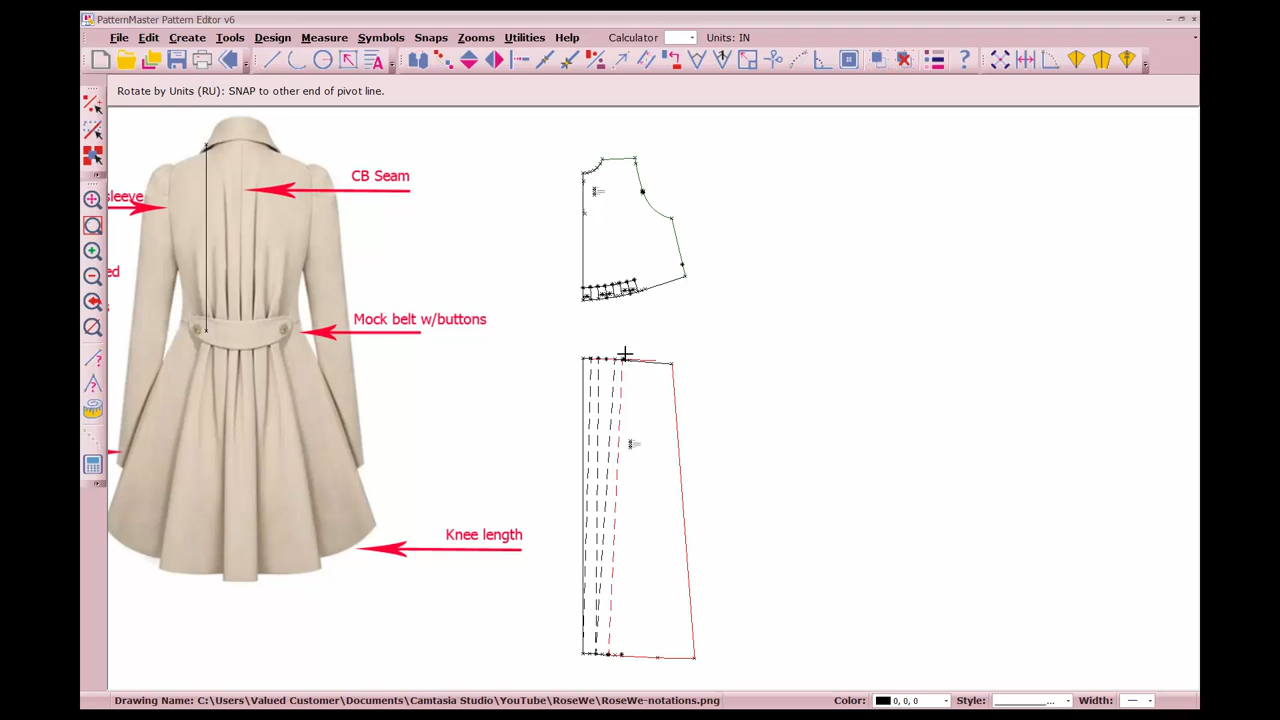 PatternMaster Pattern Editor v6
File Edit Create Tools Design Measure Symbols Snaps Zooms Utilities Help Calculator Units: IN
Rotate by Units (RU): SNAP to other end of pivot line.
CB Seam
sleeve
ed
Mock belt w/buttons
Knee length
Drawing Name: C:\Users\Valued Customer\Documents\Camtasia Studio\YouTube\RoseWe\RoseWe-notations.png Color: 0, 0, 0 Style: ... Width: